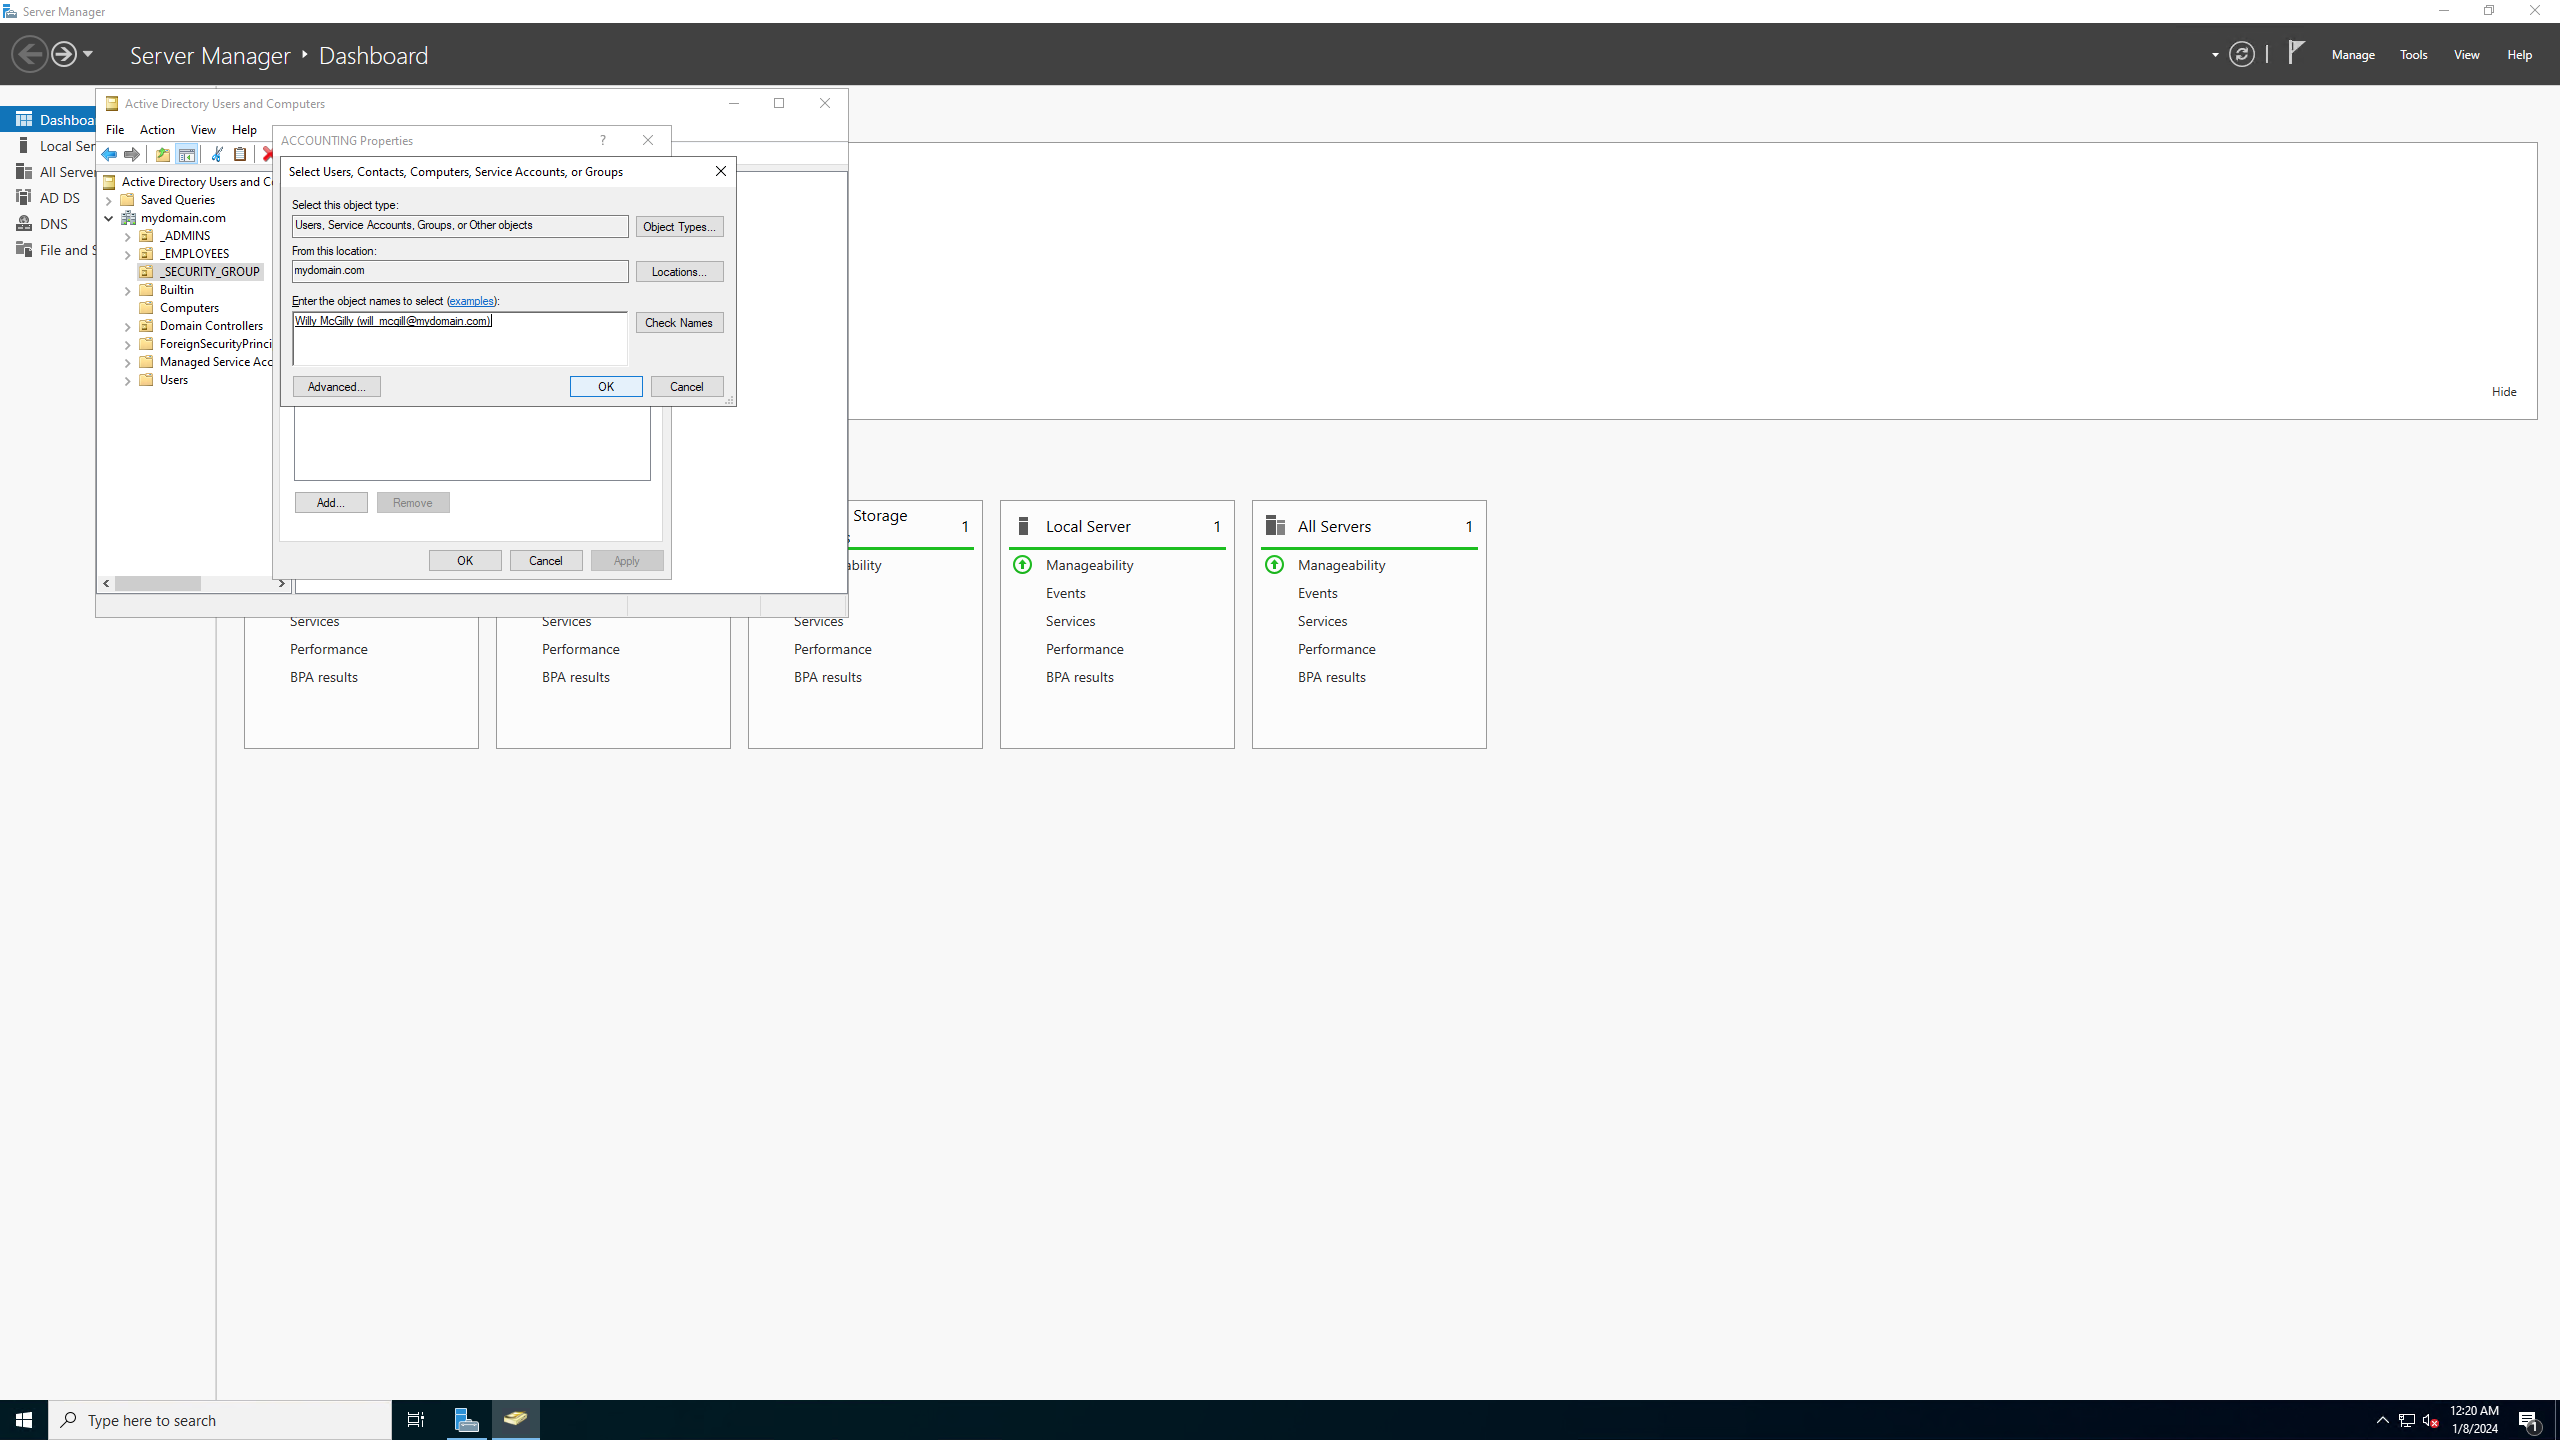 Server Manager
Server Manager ‣ Dashboard
Manage
Tools
View
Help
Dashboa
Local Ser
All Server
AD DS
DNS
File and S
Active Directory Users and Computers
File
Action
View
Help
Active Directory Users and C
Saved Queries
mydomain.com
_ADMINS
_EMPLOYEES
_SECURITY_GROUP
Builtin
Computers
Domain Controllers
ForeignSecurityPrinci
Managed Service Acc
Users
ACCOUNTING Properties
?
Select Users, Contacts, Computers, Service Accounts, or Groups
Select this object type:
Users, Service Accounts, Groups, or Other objects
Object Types...
From this location:
mydomain.com
Locations...
Enter the object names to select (examples):
Willy McGilly (will_mcgill@mydomain.com)
Check Names
Advanced...
OK
Cancel
Add...
Remove
OK
Cancel
Apply
Hide
Services
Performance
BPA results
Services
Performance
BPA results
Storage
1
s
ability
Services
Performance
BPA results
Local Server
1
Manageability
Events
Services
Performance
BPA results
All Servers
1
Manageability
Events
Services
Performance
BPA results
Type here to search
12:20 AM
1/8/2024
1